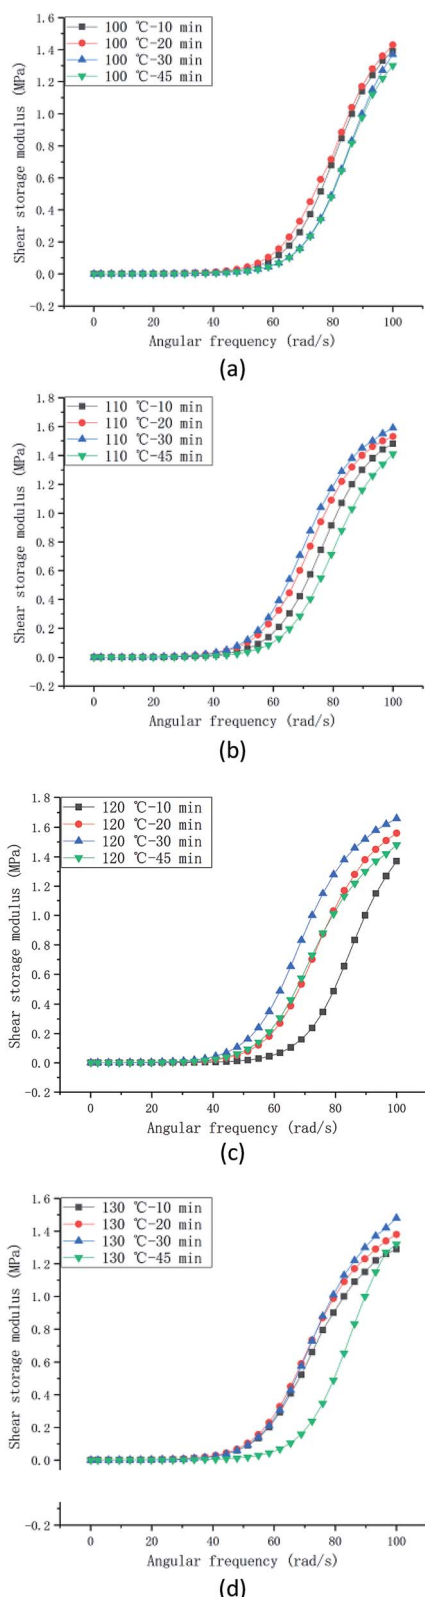 1.6
1.4
1.2
1.0
0.8
0.6
0.4
0.2
0.0
-0.2
Shear storage modulus (MPa)
100 ℃-10 min
100 ℃-20 min
100 ℃-30 min
100 ℃-45 min
0 20 40 60 80 100
Angular frequency (rad/s)
(a)
1.8
1.6
1.4
1.2
1.0
0.8
0.6
0.4
0.2
0.0
-0.2
Shear storage modulus (MPa)
110 ℃-10 min
110 ℃-20 min
110 ℃-30 min
110 ℃-45 min
0 20 40 60 80 100
Angular frequency (rad/s)
(b)
1.8
1.6
1.4
1.2
1.0
0.8
0.6
0.4
0.2
0.0
-0.2
Shear storage modulus (MPa)
120 ℃-10 min
120 ℃-20 min
120 ℃-30 min
120 ℃-45 min
0 20 40 60 80 100
Angular frequency (rad/s)
(c)
1.6
1.4
1.2
1.0
0.8
0.6
0.4
0.2
0.0
-0.2
Shear storage modulus (MPa)
130 ℃-10 min
130 ℃-20 min
130 ℃-30 min
130 ℃-45 min
0 20 40 60 80 100
Angular frequency (rad/s)
(d)